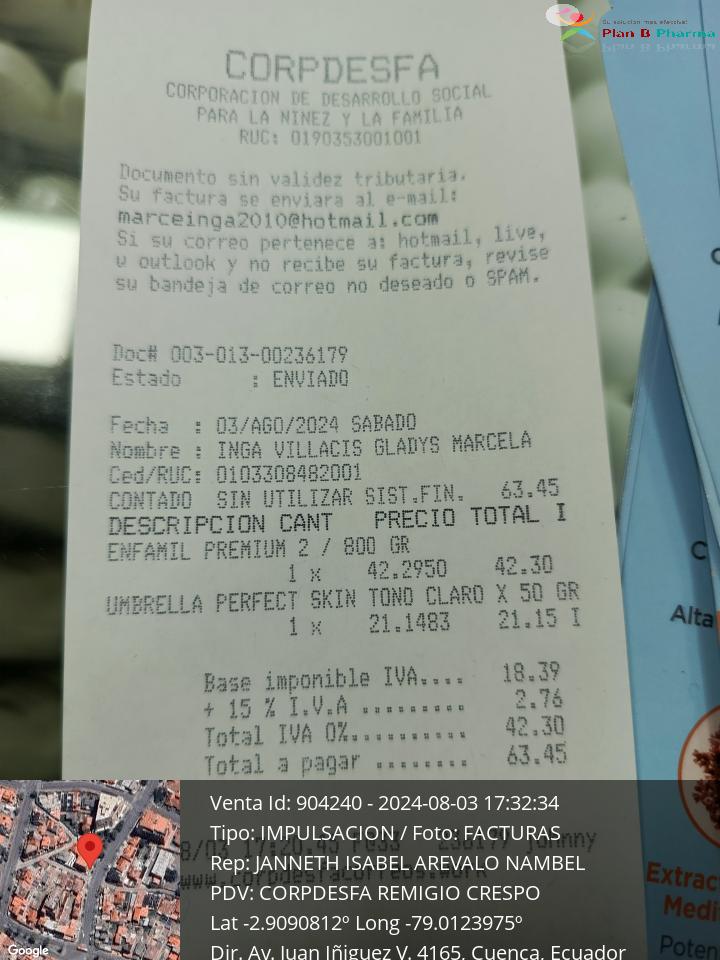 Su solución más efectiva!
Plan B Pharma
CORPDESFA
CORPORACION DE DESARROLLO SOCIAL
PARA LA NINEZ Y LA FAMILIA
RUC: 0190353001001
Documento sin validez tributaria.
Su factura se enviara al e-mail:
marceinga2010@hotmail.com
Si su correo pertenece a: hotmail, live,
u outlook y no recibe su factura, revise
su bandeja de correo no deseado o SPAM.
Doc# 003-013-00236179
Estado : ENVIADO
Fecha : 03/AGO/2024 SABADO
Nombre : INGA VILLACIS GLADYS MARCELA
Ced/RUC: 0103308482001
CONTADO SIN UTILIZAR SIST.FIN. 63.45
DESCRIPCION CANT PRECIO TOTAL I
ENFAMIL PREMIUM 2 / 800 GR
1 x 42.2950 42.30
UMBRELLA PERFECT SKIN TONO CLARO X 50 GR
1 x 21.1483 21.15 I
Base imponible IVA.... 18.39
+ 15 % I.V.A ......... 2.76
Total IVA 0%.......... 42.30
Total a pagar ........ 63.45
Alta
Extrac
Medi
Poten
Venta Id: 904240 - 2024-08-03 17:32:34
Tipo: IMPULSACION / Foto: FACTURAS
Rep: JANNETH ISABEL AREVALO NAMBEL
PDV: CORPDESFA REMIGIO CRESPO
Lat -2.9090812º Long -79.0123975º
Dir. Av. Juan Iñiguez V. 4165, Cuenca, Ecuador
Google